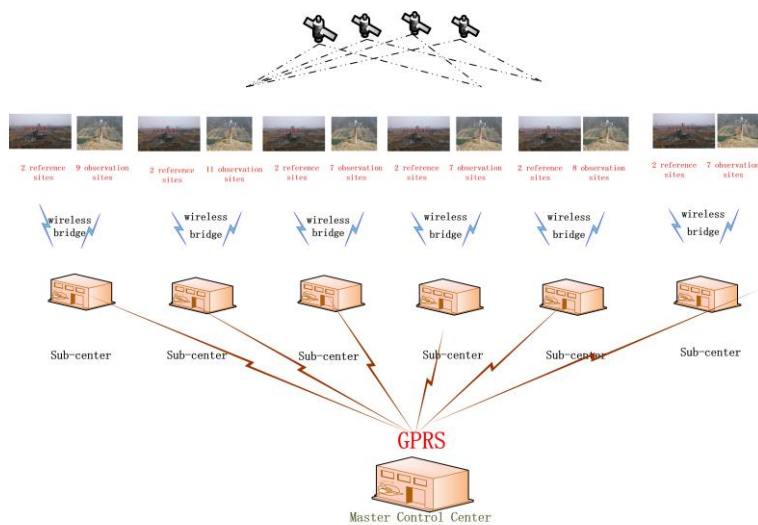 2 reference sites
9 observation sites
2 reference sites
11 observation sites
2 reference sites
7 observation sites
2 reference sites
7 observation sites
2 reference sites
8 observation sites
2 reference sites
7 observation sites
wireless bridge
wireless bridge
wireless bridge
wireless bridge
wireless bridge
wireless bridge
Sub-center
Sub-center
Sub-center
Sub-center
Sub-center
Sub-center
GPRS
Master Control Center